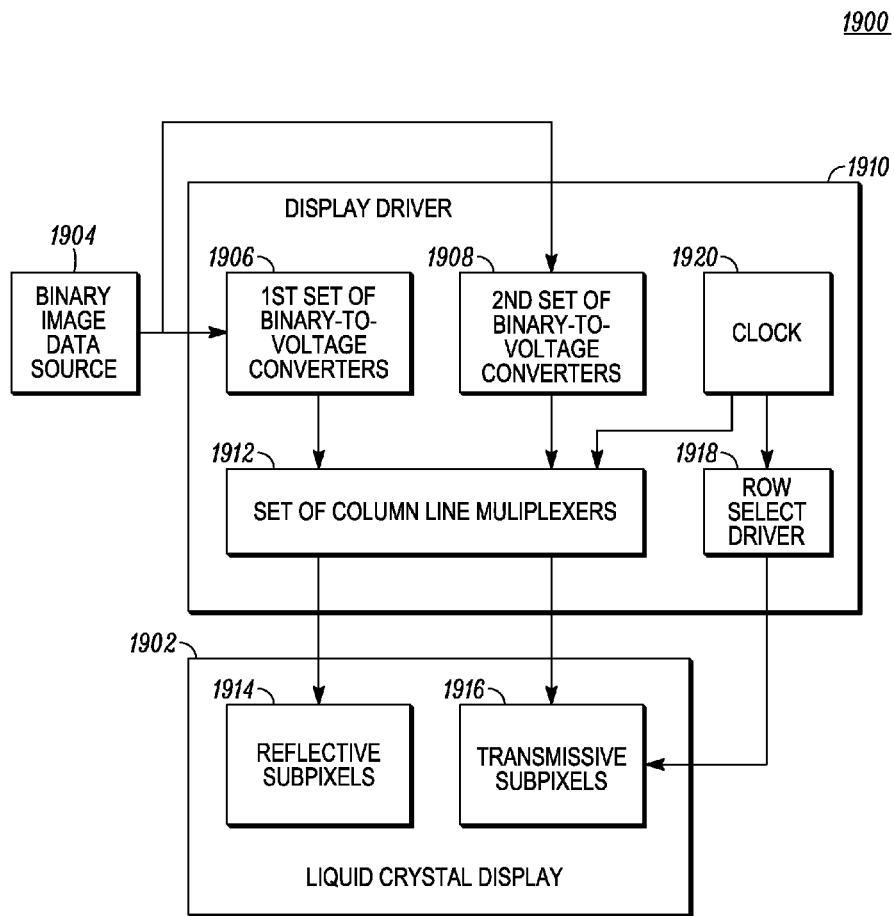 1900
1910
DISPLAY DRIVER
1904
BINARY
IMAGE
DATA
SOURCE
1906
1ST SET OF
BINARY-TO-
VOLTAGE
CONVERTERS
1908
2ND SET OF
BINARY-TO-
VOLTAGE
CONVERTERS
1920
CLOCK
1912
SET OF COLUMN LINE MULIPLEXERS
1918
ROW
SELECT
DRIVER
1902
1914
REFLECTIVE
SUBPIXELS
1916
TRANSMISSIVE
SUBPIXELS
LIQUID CRYSTAL DISPLAY